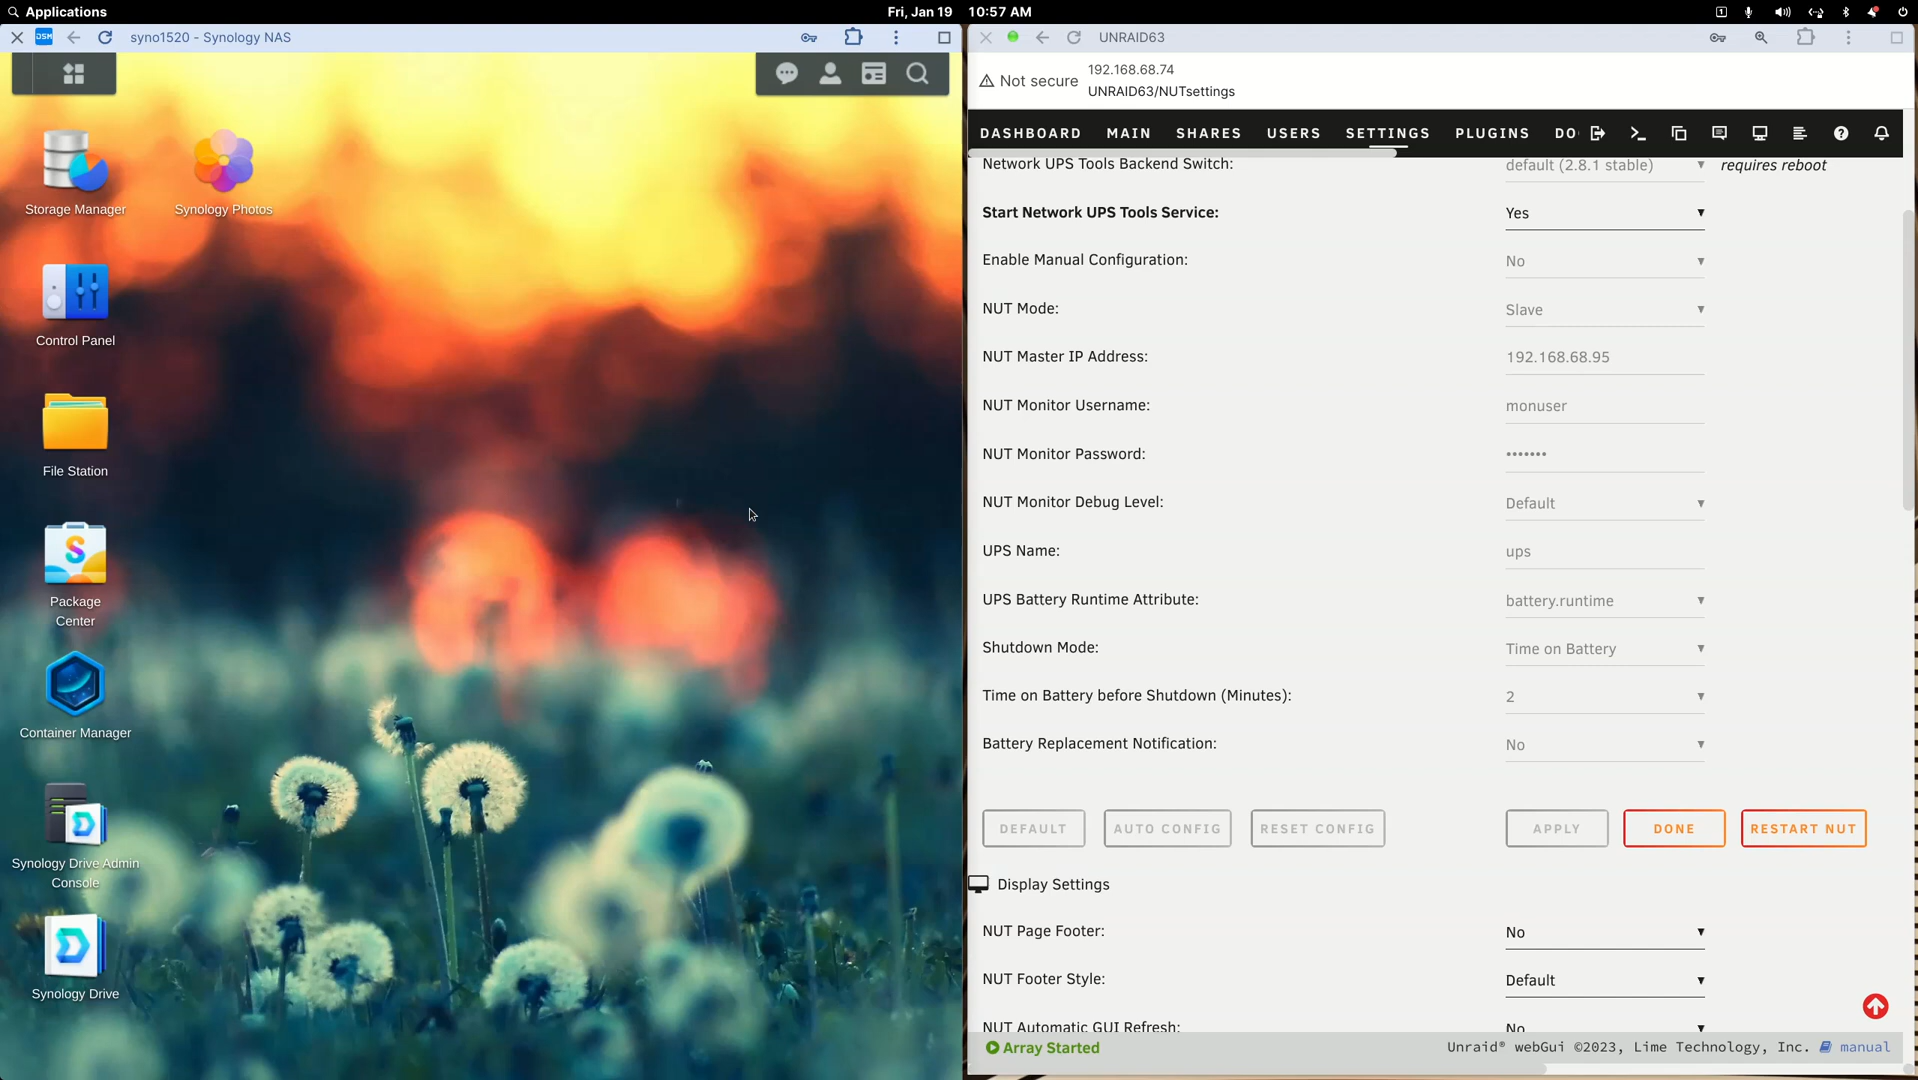 Applications
Fri, Jan 19 10:57 AM
DSM
syno1520 - Synology NAS
Storage Manager
Synology Photos
Control Panel
File Station
Package
Center
Container Manager
Synology Drive Admin
Console
Synology Drive
UNRAID63
Not secure
192.168.68.74
UNRAID63/NUTsettings
DASHBOARD MAIN SHARES USERS SETTINGS PLUGINS DO
Network UPS Tools Backend Switch: default (2.8.1 stable) requires reboot
Start Network UPS Tools Service: Yes
Enable Manual Configuration: No
NUT Mode: Slave
NUT Master IP Address: 192.168.68.95
NUT Monitor Username: monuser
NUT Monitor Password: •••••••
NUT Monitor Debug Level: Default
UPS Name: ups
UPS Battery Runtime Attribute: battery.runtime
Shutdown Mode: Time on Battery
Time on Battery before Shutdown (Minutes): 2
Battery Replacement Notification: No
DEFAULT AUTO CONFIG RESET CONFIG APPLY DONE RESTART NUT
Display Settings
NUT Page Footer: No
NUT Footer Style: Default
NUT Automatic GUI Refresh: No
Array Started
Unraid® webGui ©2023, Lime Technology, Inc. manual